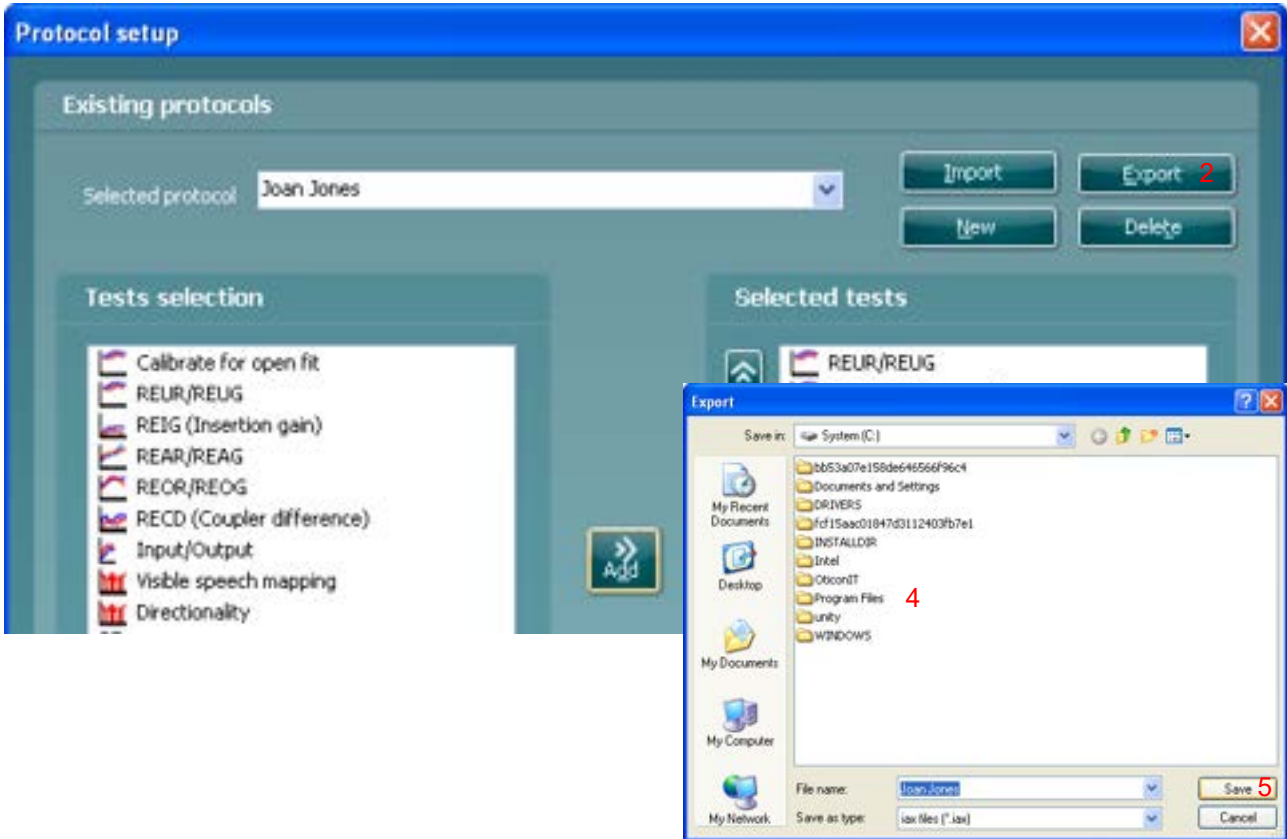 Protocol setup
Existing protocols
Selected protocol Joan Jones
Import Export 2
New Delete
Tests selection
Calibrate for open fit
REUR/REUG
REIG (Insertion gain)
REAR/REAG
REOR/REOG
RECD (Coupler difference)
Input/Output
Visible speech mapping
Directionality
Add
Selected tests
REUR/REUG
Export
Save in: System (C:)
My Recent
Documents
Desktop
My Documents
My Computer
My Network
bb53a07e158de646566f96c4
Documents and Settings
DRIVERS
fcf15aac01847d3112403fb7e1
INSTALLDIR
Intel
OticonIT
Program Files 4
unity
WINDOWS
File name: Joan Jones Save 5
Save as type: iax files (*.iax) Cancel